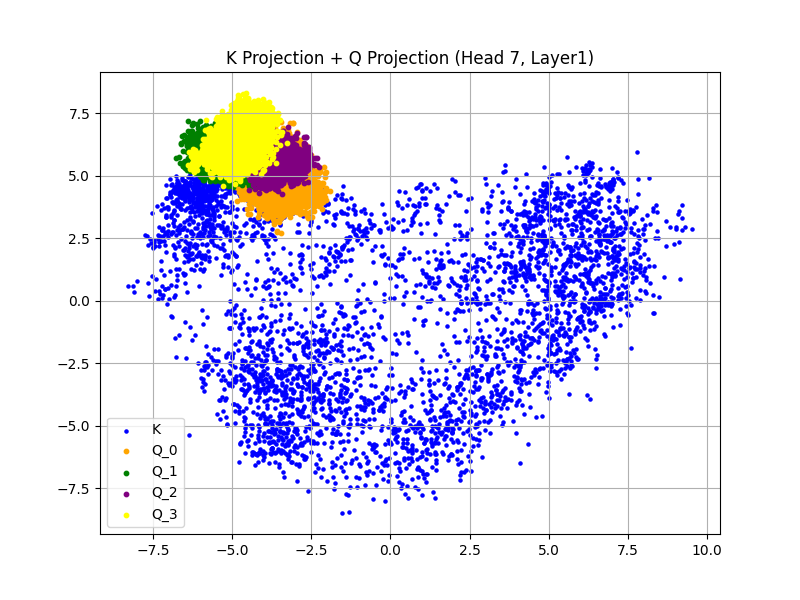 K Projection + Q Projection (Head 7, Layer1)
7.5
5.0
2.5
0.0
−2.5
−5.0
−7.5
K
Q_0
Q_1
Q_2
Q_3
−7.5 −5.0 −2.5 0.0 2.5 5.0 7.5 10.0